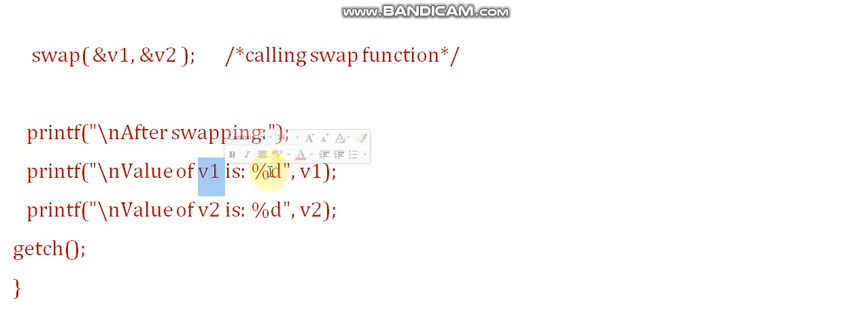 www.BANDICAM.com
swap( &v1, &v2 ); /*calling swap function*/
printf("\nAfter swapping:");
printf("\nValue of v1 is: %d", v1);
printf("\nValue of v2 is: %d", v2);
getch();
}